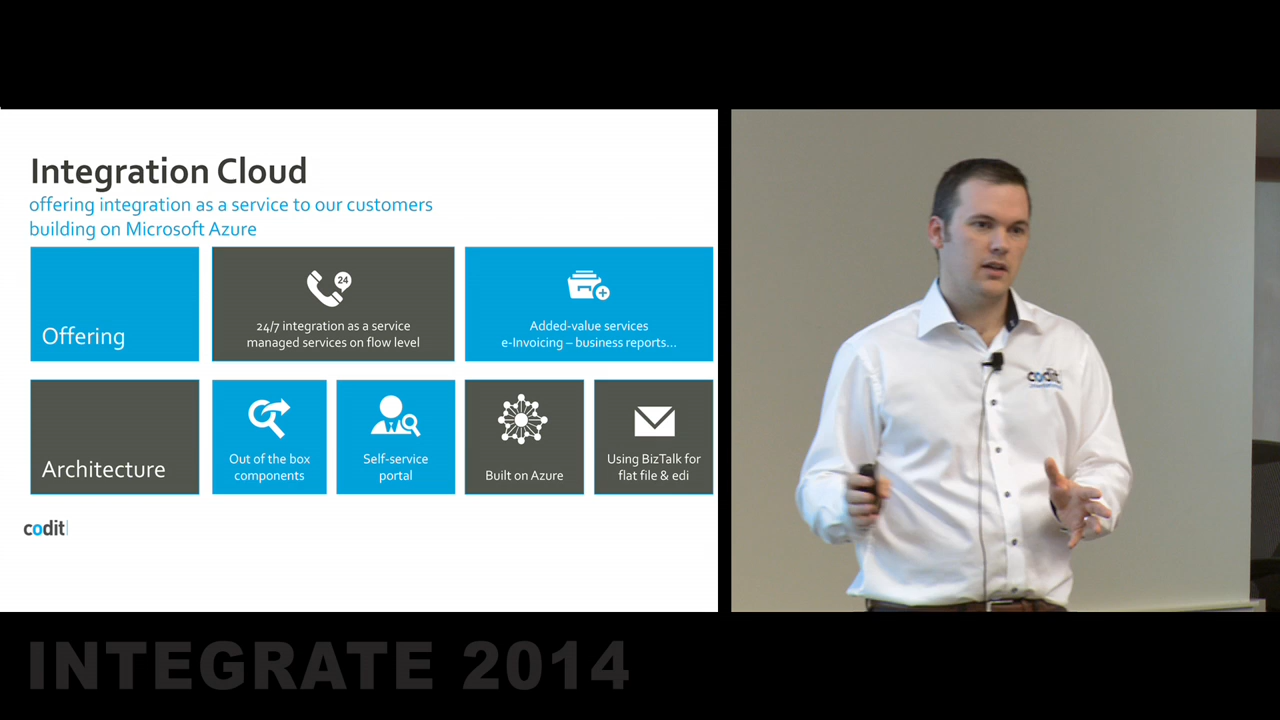 Integration Cloud
offering integration as a service to our customers
building on Microsoft Azure
Offering
24
24/7 integration as a service
managed services on flow level
Added-value services
e-Invoicing – business reports...
Architecture
Out of the box
components
Self-service
portal
Built on Azure
Using BizTalk for
flat file & edi
codit
codit
INTEGRATE 2014